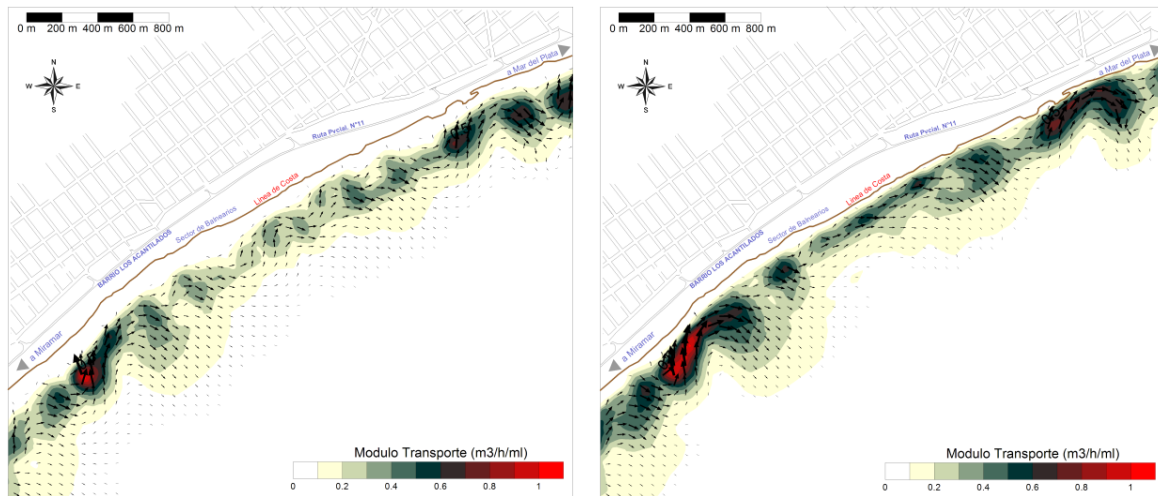 0 m 200 m 400 m 600 m 800 m
N
W E
S
a Mar del Plata
Ruta Pvcial. N°11
Linea de Costa
Sector de Balnearios
BARRIO LOS ACANTILADOS
a Miramar
Modulo Transporte (m3/h/ml)
0 0.2 0.4 0.6 0.8 1
0 m 200 m 400 m 600 m 800 m
N
W E
S
a Mar del Plata
Ruta Pvcial. N°11
Linea de Costa
Sector de Balnearios
BARRIO LOS ACANTILADOS
a Miramar
Modulo Transporte (m3/h/ml)
0 0.2 0.4 0.6 0.8 1